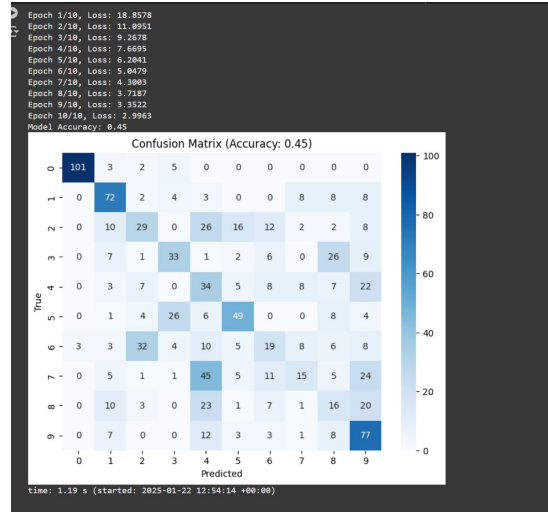 Epoch 1/10, Loss: 18.8578
Epoch 2/10, Loss: 11.0951
Epoch 3/10, Loss: 9.2678
Epoch 4/10, Loss: 7.6695
Epoch 5/10, Loss: 6.2041
Epoch 6/10, Loss: 5.0479
Epoch 7/10, Loss: 4.3003
Epoch 8/10, Loss: 3.7187
Epoch 9/10, Loss: 3.3522
Epoch 10/10, Loss: 2.9963
Model Accuracy: 0.45
Confusion Matrix (Accuracy: 0.45)
0 101 3 2 5 0 0 0 0 0 0
1 0 72 2 4 3 0 0 8 8 8
2 0 10 29 0 26 16 12 2 2 8
3 0 7 1 33 1 2 6 0 26 9
4 0 3 7 0 34 5 8 8 7 22
5 0 1 4 26 6 49 0 0 8 4
6 3 3 32 4 10 5 19 8 6 8
7 0 5 1 1 45 5 11 15 5 24
8 0 10 3 0 23 1 7 1 16 20
9 0 7 0 0 12 3 3 1 8 77
0 1 2 3 4 5 6 7 8 9
True
Predicted
100
80
60
40
20
0
time: 1.19 s (started: 2025-01-22 12:54:14 +00:00)